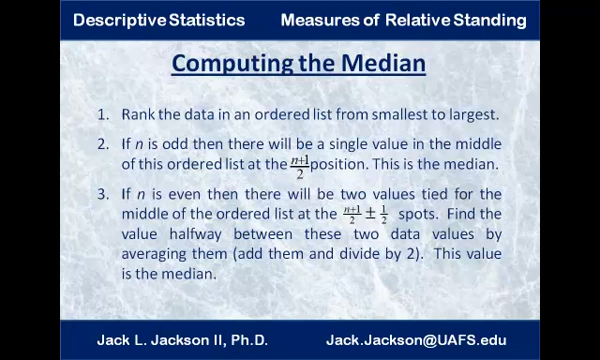 Descriptive Statistics Measures of Relative Standing
Computing the Median
1. Rank the data in an ordered list from smallest to largest.
2. If n is odd then there will be a single value in the middle
of this ordered list at the (n+1)/2 position. This is the median.
3. If n is even then there will be two values tied for the
middle of the ordered list at the (n+1)/2 ± 1/2 spots. Find the
value halfway between these two data values by
averaging them (add them and divide by 2). This value
is the median.
Jack L. Jackson II, Ph.D. Jack.Jackson@UAFS.edu